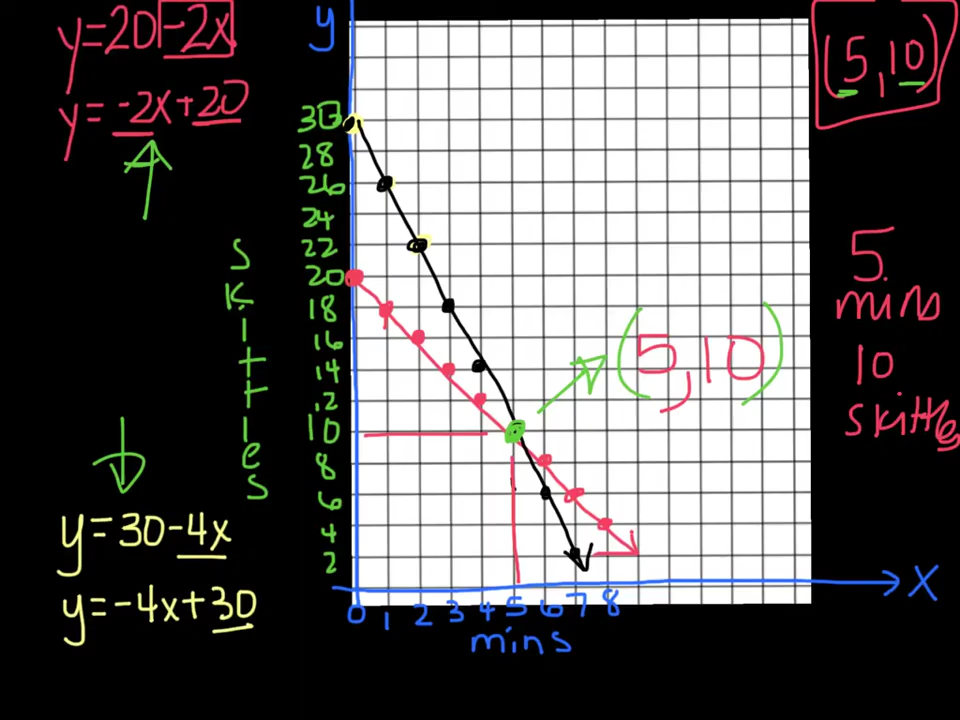 y=20-2x
y=-2x+20
y
(5,10)
30
28
26
24
22
20
18
16
14
12
10
8
6
4
2
Skittles
(5,10)
5
mins
10
skittles
y=30-4x
y=-4x+30
0 1 2 3 4 5 6 7 8
x
mins